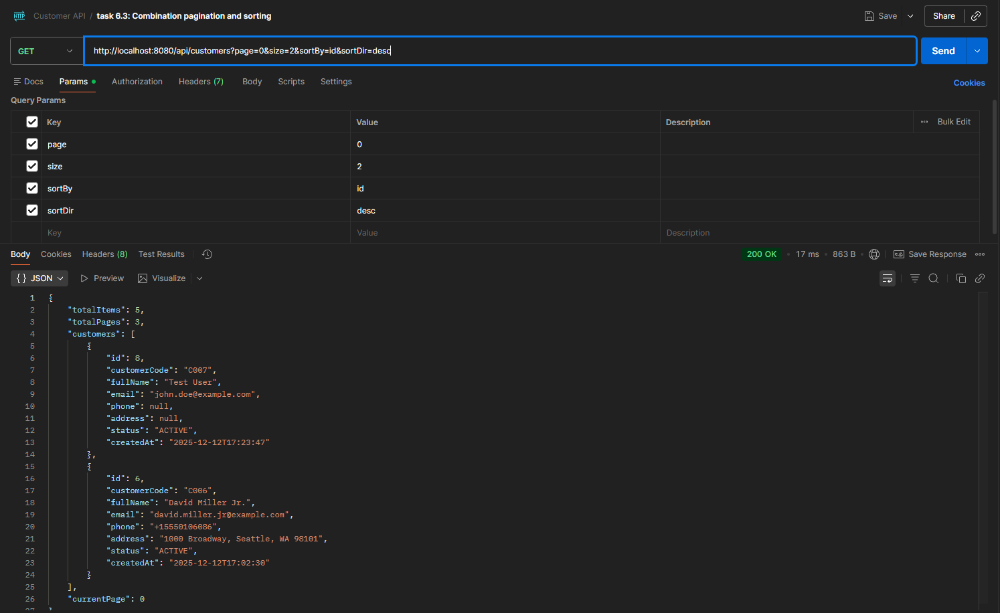 HTTP Customer API / task 6.3: Combination pagination and sorting Save Share
GET http://localhost:8080/api/customers?page=0&size=2&sortBy=id&sortDir=desc Send
Docs Params Authorization Headers (7) Body Scripts Settings Cookies
Query Params
Key Value Description Bulk Edit
page 0
size 2
sortBy id
sortDir desc
Key Value Description
Body Cookies Headers (8) Test Results 200 OK 17 ms 863 B e.g. Save Response
{} JSON Preview Visualize
1 {
2 "totalItems": 5,
3 "totalPages": 3,
4 "customers": [
5 {
6 "id": 8,
7 "customerCode": "C007",
8 "fullName": "Test User",
9 "email": "john.doe@example.com",
10 "phone": null,
11 "address": null,
12 "status": "ACTIVE",
13 "createdAt": "2025-12-12T17:23:47"
14 },
15 {
16 "id": 6,
17 "customerCode": "C006",
18 "fullName": "David Miller Jr.",
19 "email": "david.miller.jr@example.com",
20 "phone": "+15550106086",
21 "address": "1000 Broadway, Seattle, WA 98101",
22 "status": "ACTIVE",
23 "createdAt": "2025-12-12T17:02:30"
24 }
25 ],
26 "currentPage": 0